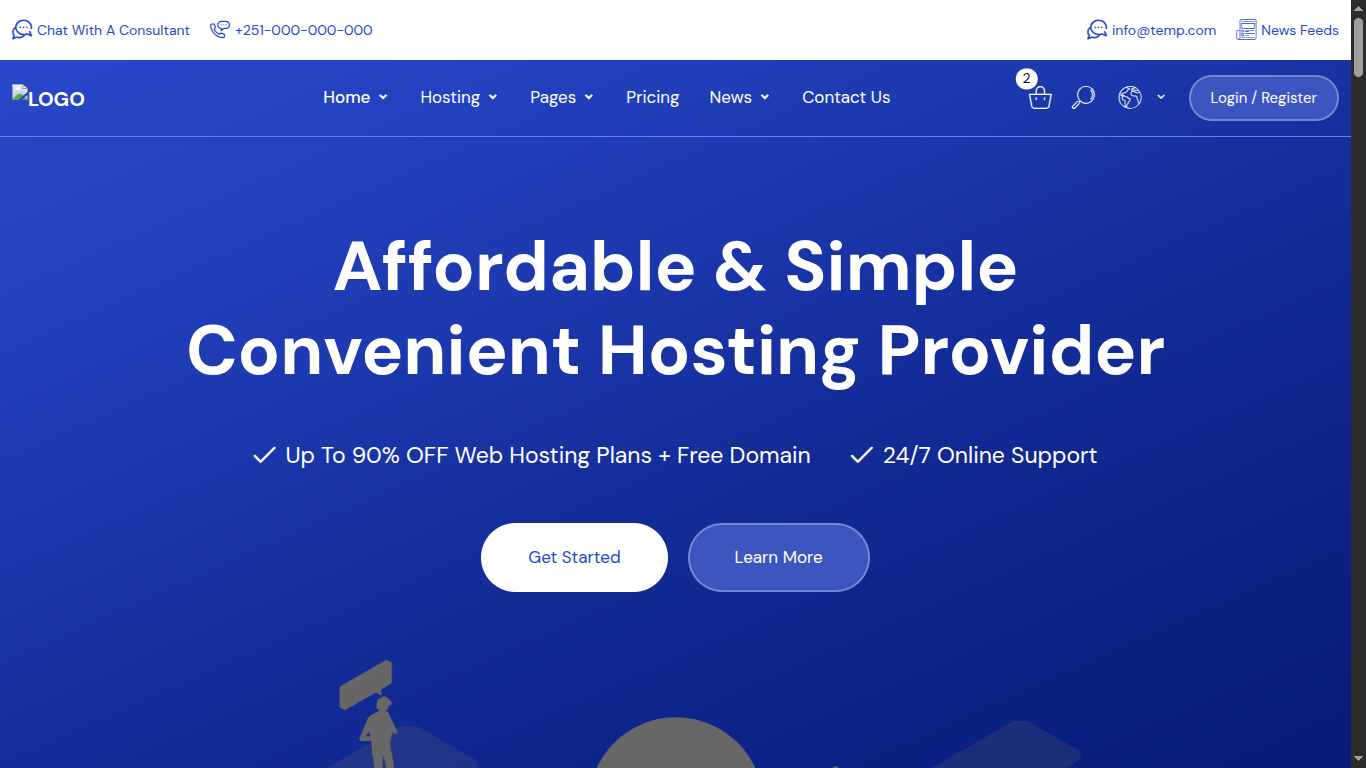 Chat With A Consultant +251-000-000-000 info@temp.com News Feeds
2
LOGO Home Hosting Pages Pricing News Contact Us Login / Register
Affordable & Simple
Convenient Hosting Provider
Up To 90% OFF Web Hosting Plans + Free Domain 24/7 Online Support
Get Started Learn More